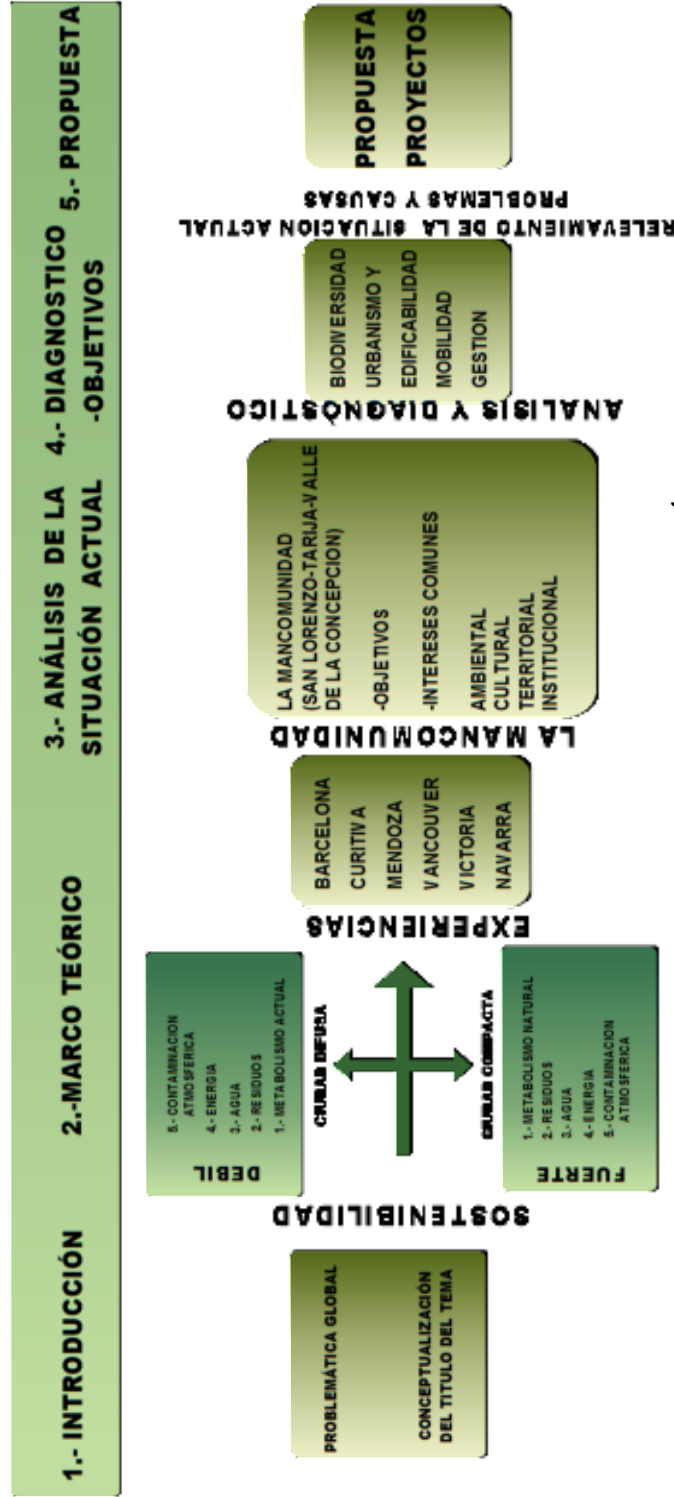 1.- INTRODUCCIÓN
2.-MARCO TEÓRICO
3.- ANÁLISIS DE LA
SITUACIÓN ACTUAL
4.- DIAGNOSTICO
-OBJETIVOS
5.- PROPUESTA
PROBLEMÁTICA GLOBAL
CONCEPTUALIZACIÓN
DEL TITULO DEL TEMA
SOSTENIBILIDAD
DEBIL
5.- CONTAMINACION
ATMOSFERICA
4.- ENERGIA
3.- AGUA
2.- RESIDUOS
1.- METABOLISMO ACTUAL
CIUDAD DIFUSA
CIUDAD COMPACTA
FUERTE
1.- METABOLISMO NATURAL
2.- RESIDUOS
3.- AGUA
4.- ENERGIA
5.- CONTAMINACION
ATMOSFERICA
EXPERIENCIAS
BARCELONA
CURITIVA
MENDOZA
VANCOUVER
VICTORIA
NAVARRA
LA MANCOMUNIDAD
LA MANCOMUNIDAD
(SAN LORENZO-TARIJA-VALLE
DE LA CONCEPCION)
-OBJETIVOS
-INTERESES COMUNES
AMBIENTAL
CULTURAL
TERRITORIAL
INSTITUCIONAL
ANALISIS Y DIAGNÒSTICO
BIODIVERSIDAD
URBANISMO Y
EDIFICABILIDAD
MOBILIDAD
GESTION
RELEVAMIENTO DE LA SITUACION ACTUAL
PROBLEMAS Y CAUSAS
PROPUESTA
PROYECTOS